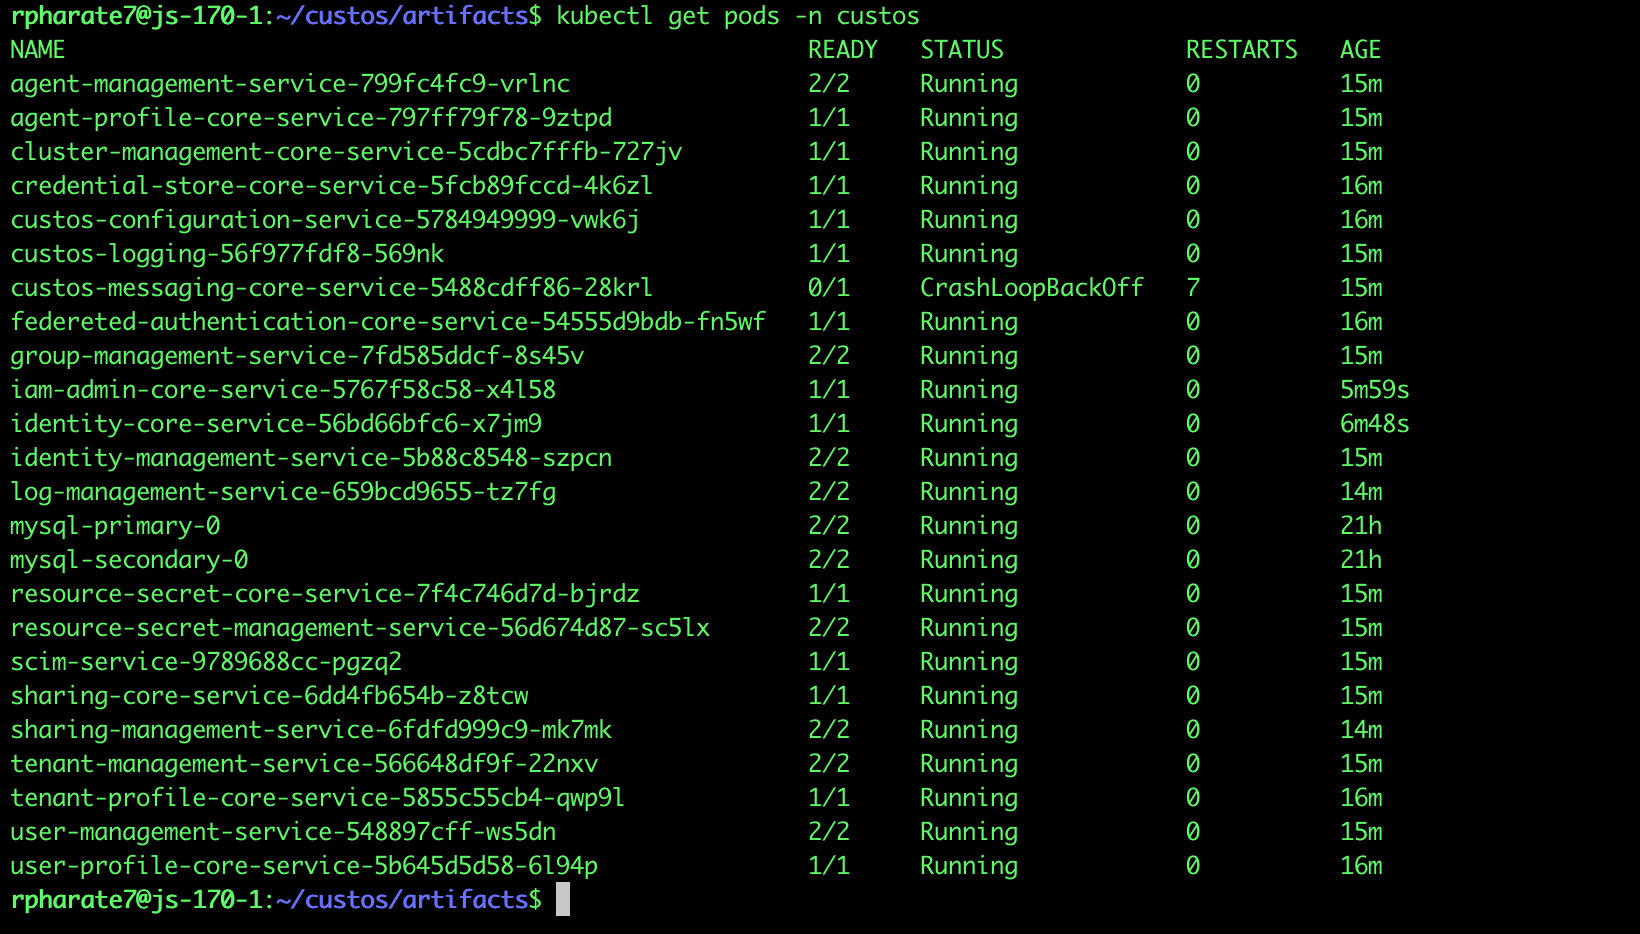 rpharate7@js-170-1:~/custos/artifacts$ kubectl get pods -n custos
NAME READY STATUS RESTARTS AGE
agent-management-service-799fc4fc9-vrlnc 2/2 Running 0 15m
agent-profile-core-service-797ff79f78-9ztpd 1/1 Running 0 15m
cluster-management-core-service-5cdbc7fffb-727jv 1/1 Running 0 15m
credential-store-core-service-5fcb89fccd-4k6zl 1/1 Running 0 16m
custos-configuration-service-5784949999-vwk6j 1/1 Running 0 16m
custos-logging-56f977fdf8-569nk 1/1 Running 0 15m
custos-messaging-core-service-5488cdff86-28krl 0/1 CrashLoopBackOff 7 15m
federeted-authentication-core-service-54555d9bdb-fn5wf 1/1 Running 0 16m
group-management-service-7fd585ddcf-8s45v 2/2 Running 0 15m
iam-admin-core-service-5767f58c58-x4l58 1/1 Running 0 5m59s
identity-core-service-56bd66bfc6-x7jm9 1/1 Running 0 6m48s
identity-management-service-5b88c8548-szpcn 2/2 Running 0 15m
log-management-service-659bcd9655-tz7fg 2/2 Running 0 14m
mysql-primary-0 2/2 Running 0 21h
mysql-secondary-0 2/2 Running 0 21h
resource-secret-core-service-7f4c746d7d-bjrdz 1/1 Running 0 15m
resource-secret-management-service-56d674d87-sc5lx 2/2 Running 0 15m
scim-service-9789688cc-pgzq2 1/1 Running 0 15m
sharing-core-service-6dd4fb654b-z8tcw 1/1 Running 0 15m
sharing-management-service-6fdfd999c9-mk7mk 2/2 Running 0 14m
tenant-management-service-566648df9f-22nxv 2/2 Running 0 15m
tenant-profile-core-service-5855c55cb4-qwp9l 1/1 Running 0 16m
user-management-service-548897cff-ws5dn 2/2 Running 0 15m
user-profile-core-service-5b645d5d58-6l94p 1/1 Running 0 16m
rpharate7@js-170-1:~/custos/artifacts$